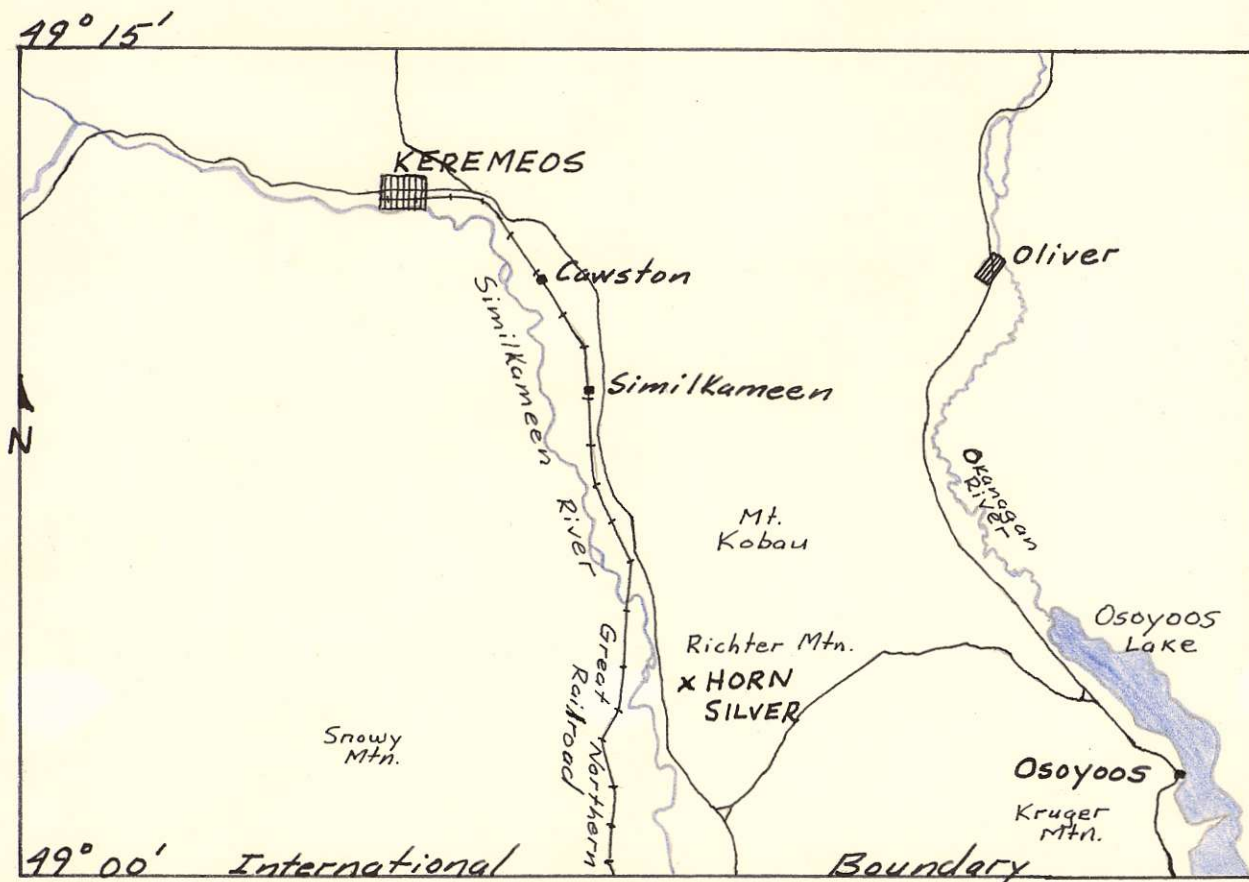 49° 15'
KEREMEOS
Cawston
Oliver
Similkameen
River
Similkameen
N
Okanagan
River
Mt.
Kobau
Osoyoos
Lake
Richter Mtn.
x HORN
SILVER
Great Northern
Railroad
Snowy
Mtn.
Osoyoos
Kruger
Mtn.
49° 00' International Boundary